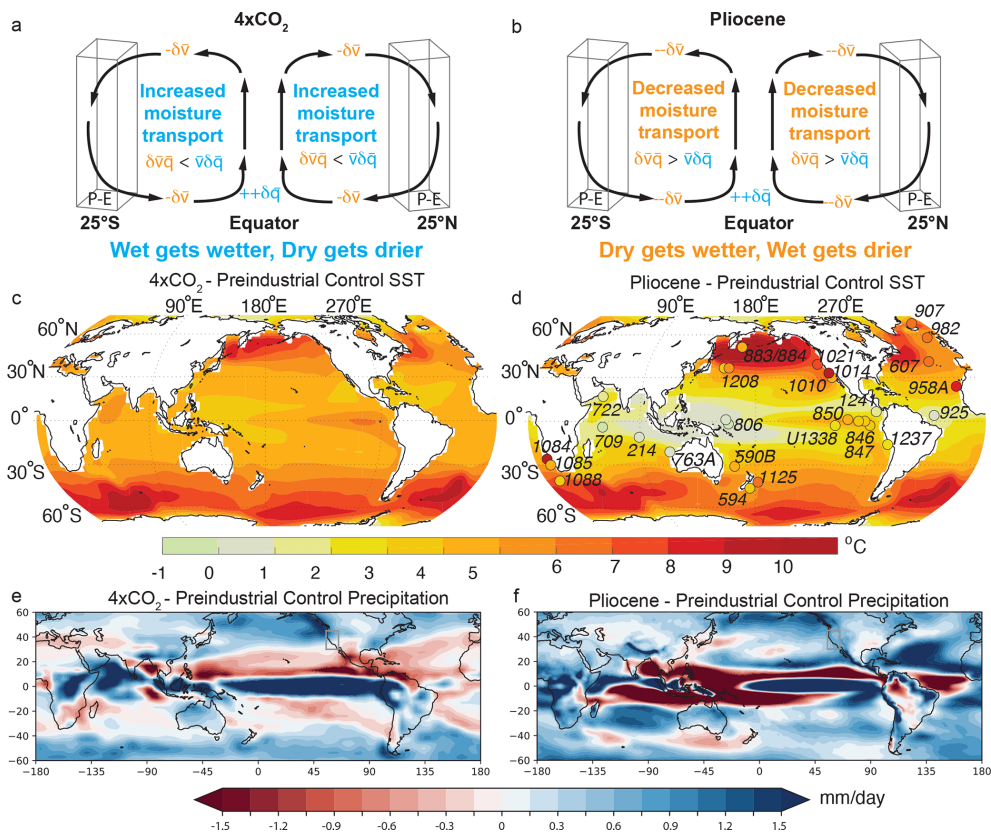 a
4xCO2
-δv̄
-δv̄
Increased
moisture
transport
δv̄q̄ < v̄δq̄
Increased
moisture
transport
δv̄q̄ < v̄δq̄
P-E
-δv̄
++δq̄
-δv̄
P-E
25°S
Equator
25°N
Wet gets wetter, Dry gets drier
b
Pliocene
--δv̄
--δv̄
Decreased
moisture
transport
δv̄q̄ > v̄δq̄
Decreased
moisture
transport
δv̄q̄ > v̄δq̄
P-E
--δv̄
++δq̄
--δv̄
P-E
25°S
Equator
25°N
Dry gets wetter, Wet gets drier
c
4xCO2 - Preindustrial Control SST
90°E
180°E
270°E
60°N
30°N
0°
30°S
60°S
d
Pliocene - Preindustrial Control SST
90°E
180°E
270°E
60°N
30°N
0°
30°S
60°S
907
982
883/884
1021
1014
607
1208
1010
958A
722
1241
850
925
806
709
U1338
846
1237
214
847
1084
763A
590B
1085
1125
1088
594
-1
0
1
2
3
4
5
6
7
8
9
10
°C
e
4xCO2 - Preindustrial Control Precipitation
60
40
20
0
−20
−40
−60
−180
−135
−90
−45
0
45
90
135
180
f
Pliocene - Preindustrial Control Precipitation
60
40
20
0
−20
−40
−60
−180
−135
−90
−45
0
45
90
135
180
-1.5
-1.2
-0.9
-0.6
-0.3
0
0.3
0.6
0.9
1.2
1.5
mm/day